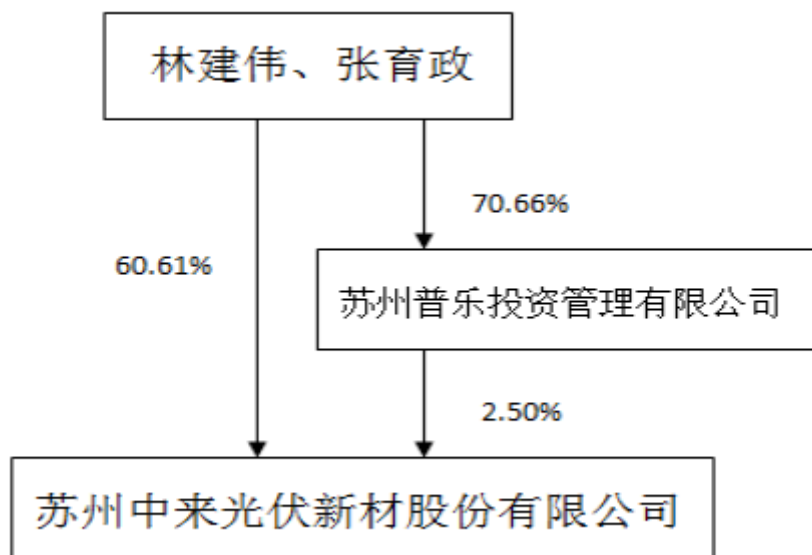 林建伟、张育政
70.66%
60.61%
苏州普乐投资管理有限公司
2.50%
苏州中来光伏新材股份有限公司